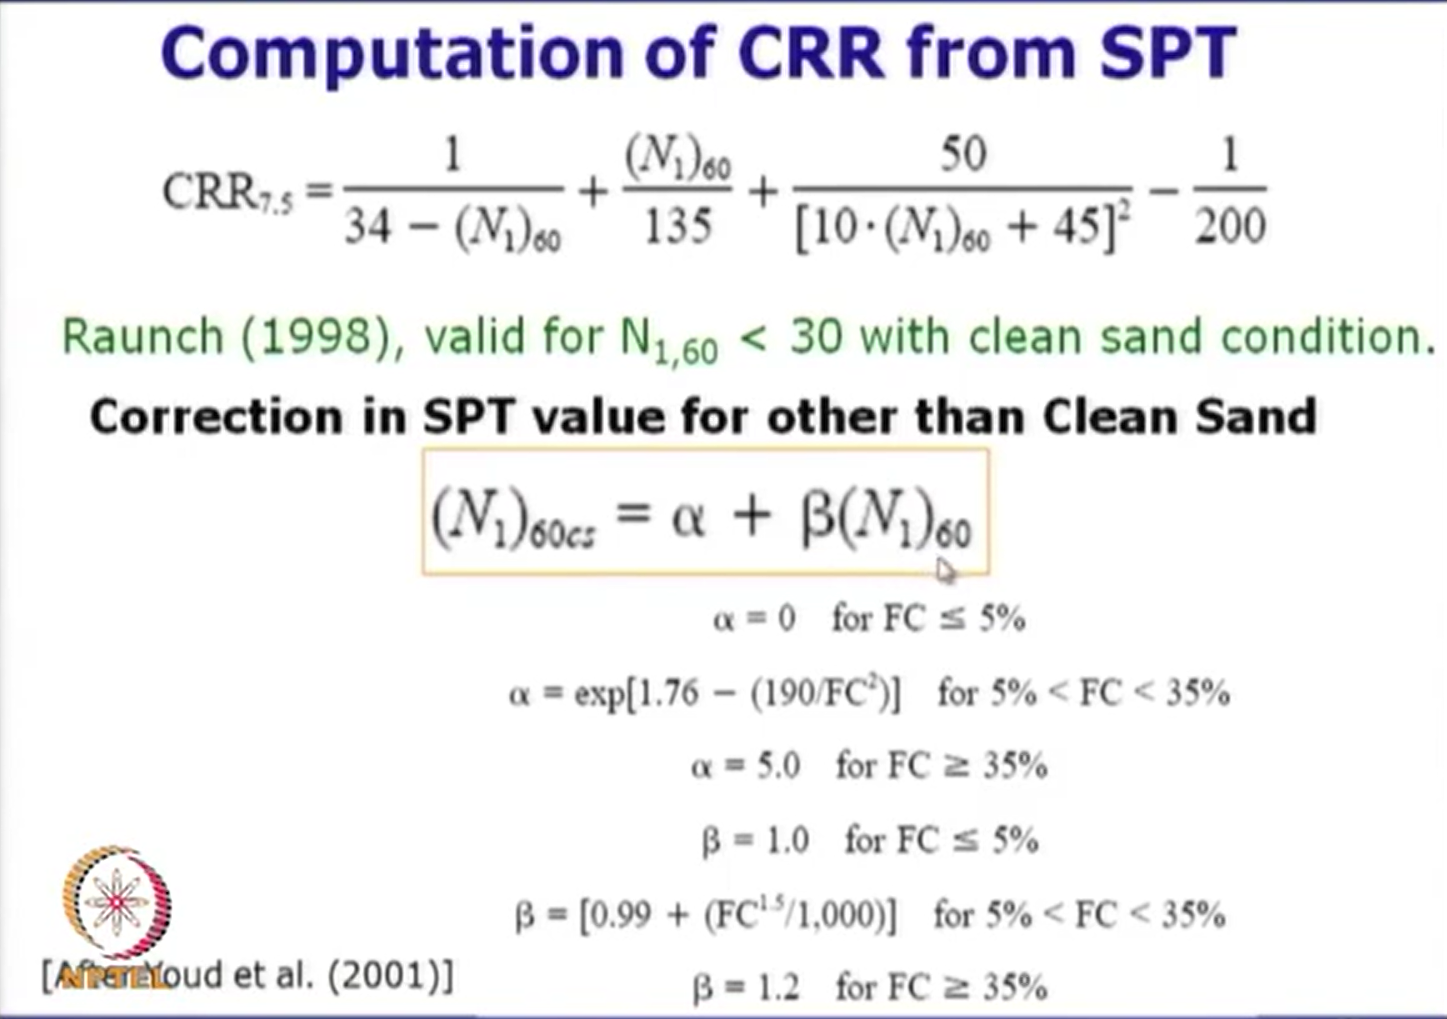 Computation of CRR from SPT
CRR₇.₅ = 1 / (34 − (N₁)₆₀) + (N₁)₆₀ / 135 + 50 / [10·(N₁)₆₀ + 45]² − 1 / 200
Raunch (1998), valid for N₁,₆₀ < 30 with clean sand condition.
Correction in SPT value for other than Clean Sand
(N₁)₆₀cs = α + β(N₁)₆₀
α = 0 for FC ≤ 5%
α = exp[1.76 − (190/FC²)] for 5% < FC < 35%
α = 5.0 for FC ≥ 35%
β = 1.0 for FC ≤ 5%
β = [0.99 + (FC¹·⁵/1,000)] for 5% < FC < 35%
β = 1.2 for FC ≥ 35%
[After Youd et al. (2001)]
NPTEL